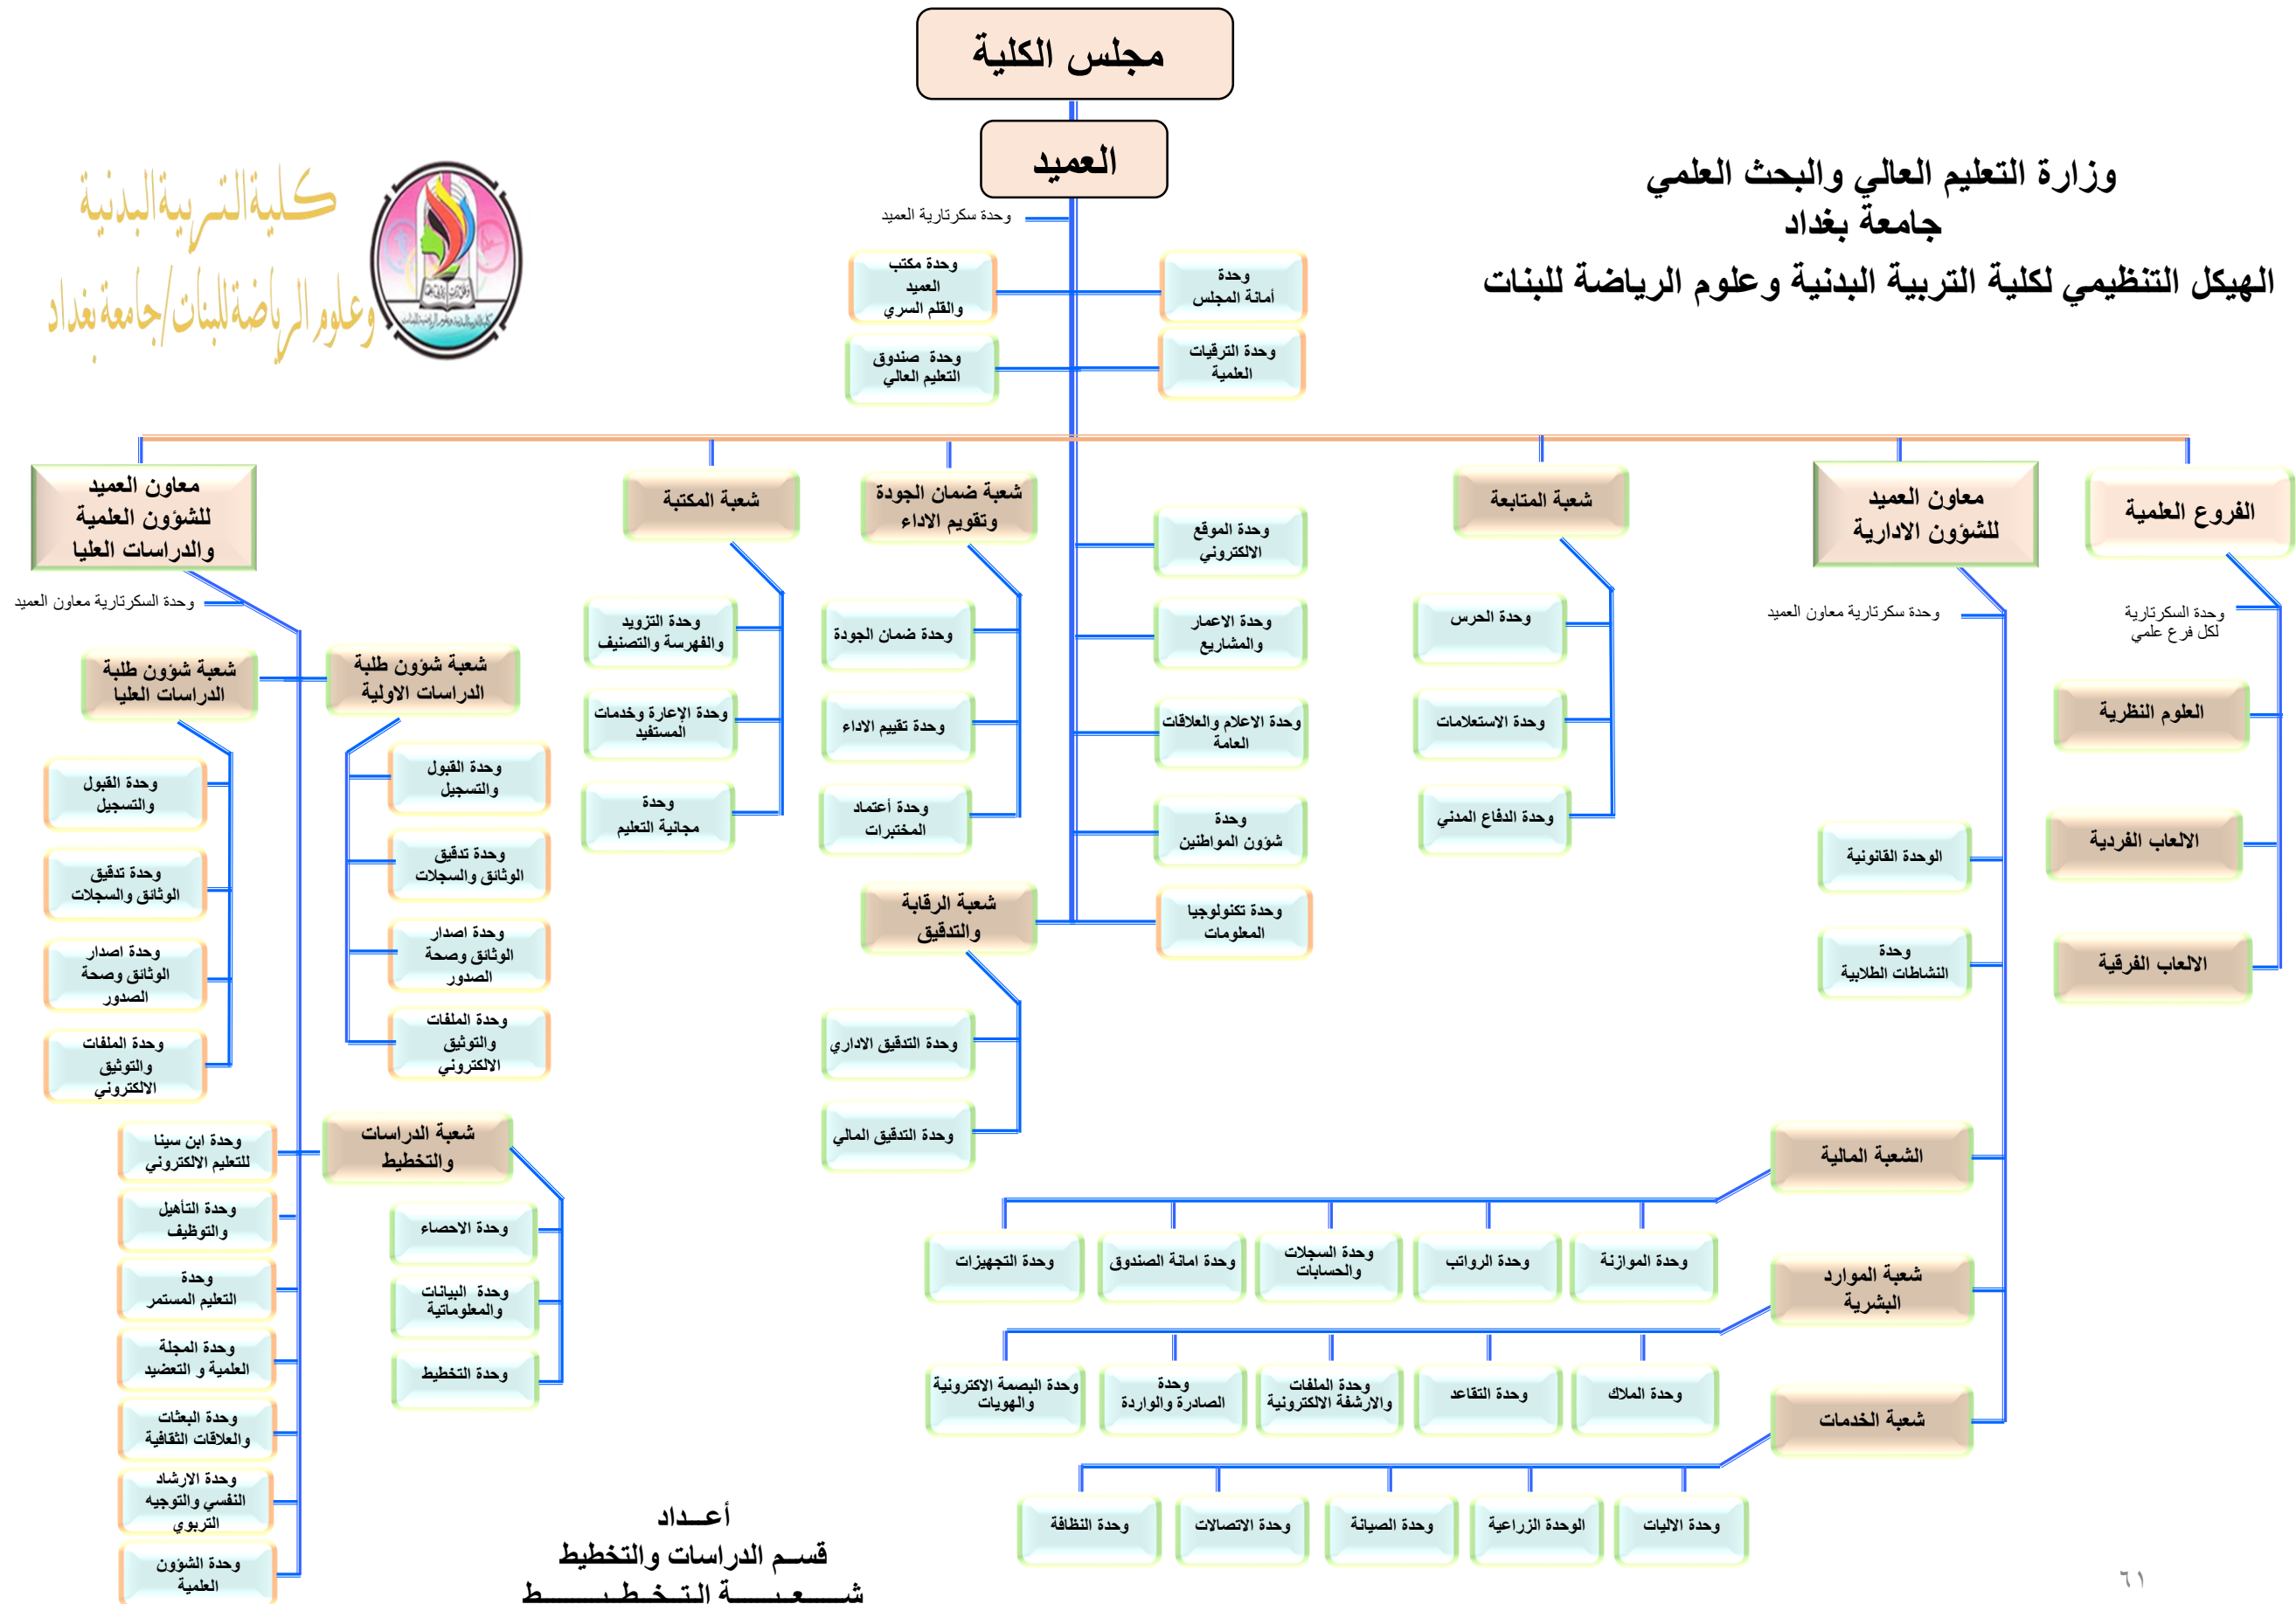 مجلس الكلية
العميد
وزارة التعليم العالي والبحث العلمي
جامعة بغداد
الهيكل التنظيمي لكلية التربية البدنية وعلوم الرياضة للبنات
كلية التربية البدنية
وعلوم الرياضة للبنات/جامعة بغداد
وحدة سكرتارية العميد
وحدة
أمانة المجلس
وحدة مكتب
العميد
والقلم السري
وحدة الترقيات
العلمية
وحدة صندوق
التعليم العالي
الفروع العلمية
وحدة السكرتارية
لكل فرع علمي
العلوم النظرية
الالعاب الفردية
الالعاب الفرقية
معاون العميد
للشؤون الادارية
وحدة سكرتارية معاون العميد
الوحدة القانونية
وحدة
النشاطات الطلابية
الشعبة المالية
وحدة الموازنة
وحدة الرواتب
وحدة السجلات
والحسابات
وحدة امانة الصندوق
وحدة التجهيزات
شعبة الموارد
البشرية
وحدة الملاك
وحدة التقاعد
وحدة الملفات
والارشفة الالكترونية
وحدة
الصادرة والواردة
وحدة البصمة الاكترونية
والهويات
شعبة الخدمات
وحدة الاليات
الوحدة الزراعية
وحدة الصيانة
وحدة الاتصالات
وحدة النظافة
شعبة المتابعة
وحدة الحرس
وحدة الاستعلامات
وحدة الدفاع المدني
وحدة الموقع
الالكتروني
وحدة الاعمار
والمشاريع
وحدة الاعلام والعلاقات
العامة
وحدة
شؤون المواطنين
وحدة تكنولوجيا
المعلومات
شعبة ضمان الجودة
وتقويم الاداء
وحدة ضمان الجودة
وحدة تقييم الاداء
وحدة أعتماد
المختبرات
شعبة الرقابة
والتدقيق
وحدة التدقيق الاداري
وحدة التدقيق المالي
شعبة المكتبة
وحدة التزويد
والفهرسة والتصنيف
وحدة الإعارة وخدمات
المستفيد
وحدة
مجانية التعليم
معاون العميد
للشؤون العلمية
والدراسات العليا
وحدة السكرتارية معاون العميد
شعبة شؤون طلبة
الدراسات الاولية
وحدة القبول
والتسجيل
وحدة تدقيق
الوثائق والسجلات
وحدة اصدار
الوثائق وصحة
الصدور
وحدة الملفات
والتوثيق
الالكتروني
شعبة شؤون طلبة
الدراسات العليا
وحدة القبول
والتسجيل
وحدة تدقيق
الوثائق والسجلات
وحدة اصدار
الوثائق وصحة
الصدور
وحدة الملفات
والتوثيق
الالكتروني
شعبة الدراسات
والتخطيط
وحدة الاحصاء
وحدة البيانات
والمعلوماتية
وحدة التخطيط
وحدة ابن سينا
للتعليم الالكتروني
وحدة التأهيل
والتوظيف
وحدة
التعليم المستمر
وحدة المجلة
العلمية و التعضيد
وحدة البعثات
والعلاقات الثقافية
وحدة الارشاد
النفسي والتوجيه
التربوي
وحدة الشؤون
العلمية
أعـــداد
قســم الدراسات والتخطيط
شـــــعـبـــــــة الـتـخــطـيـــــــــط
٦١